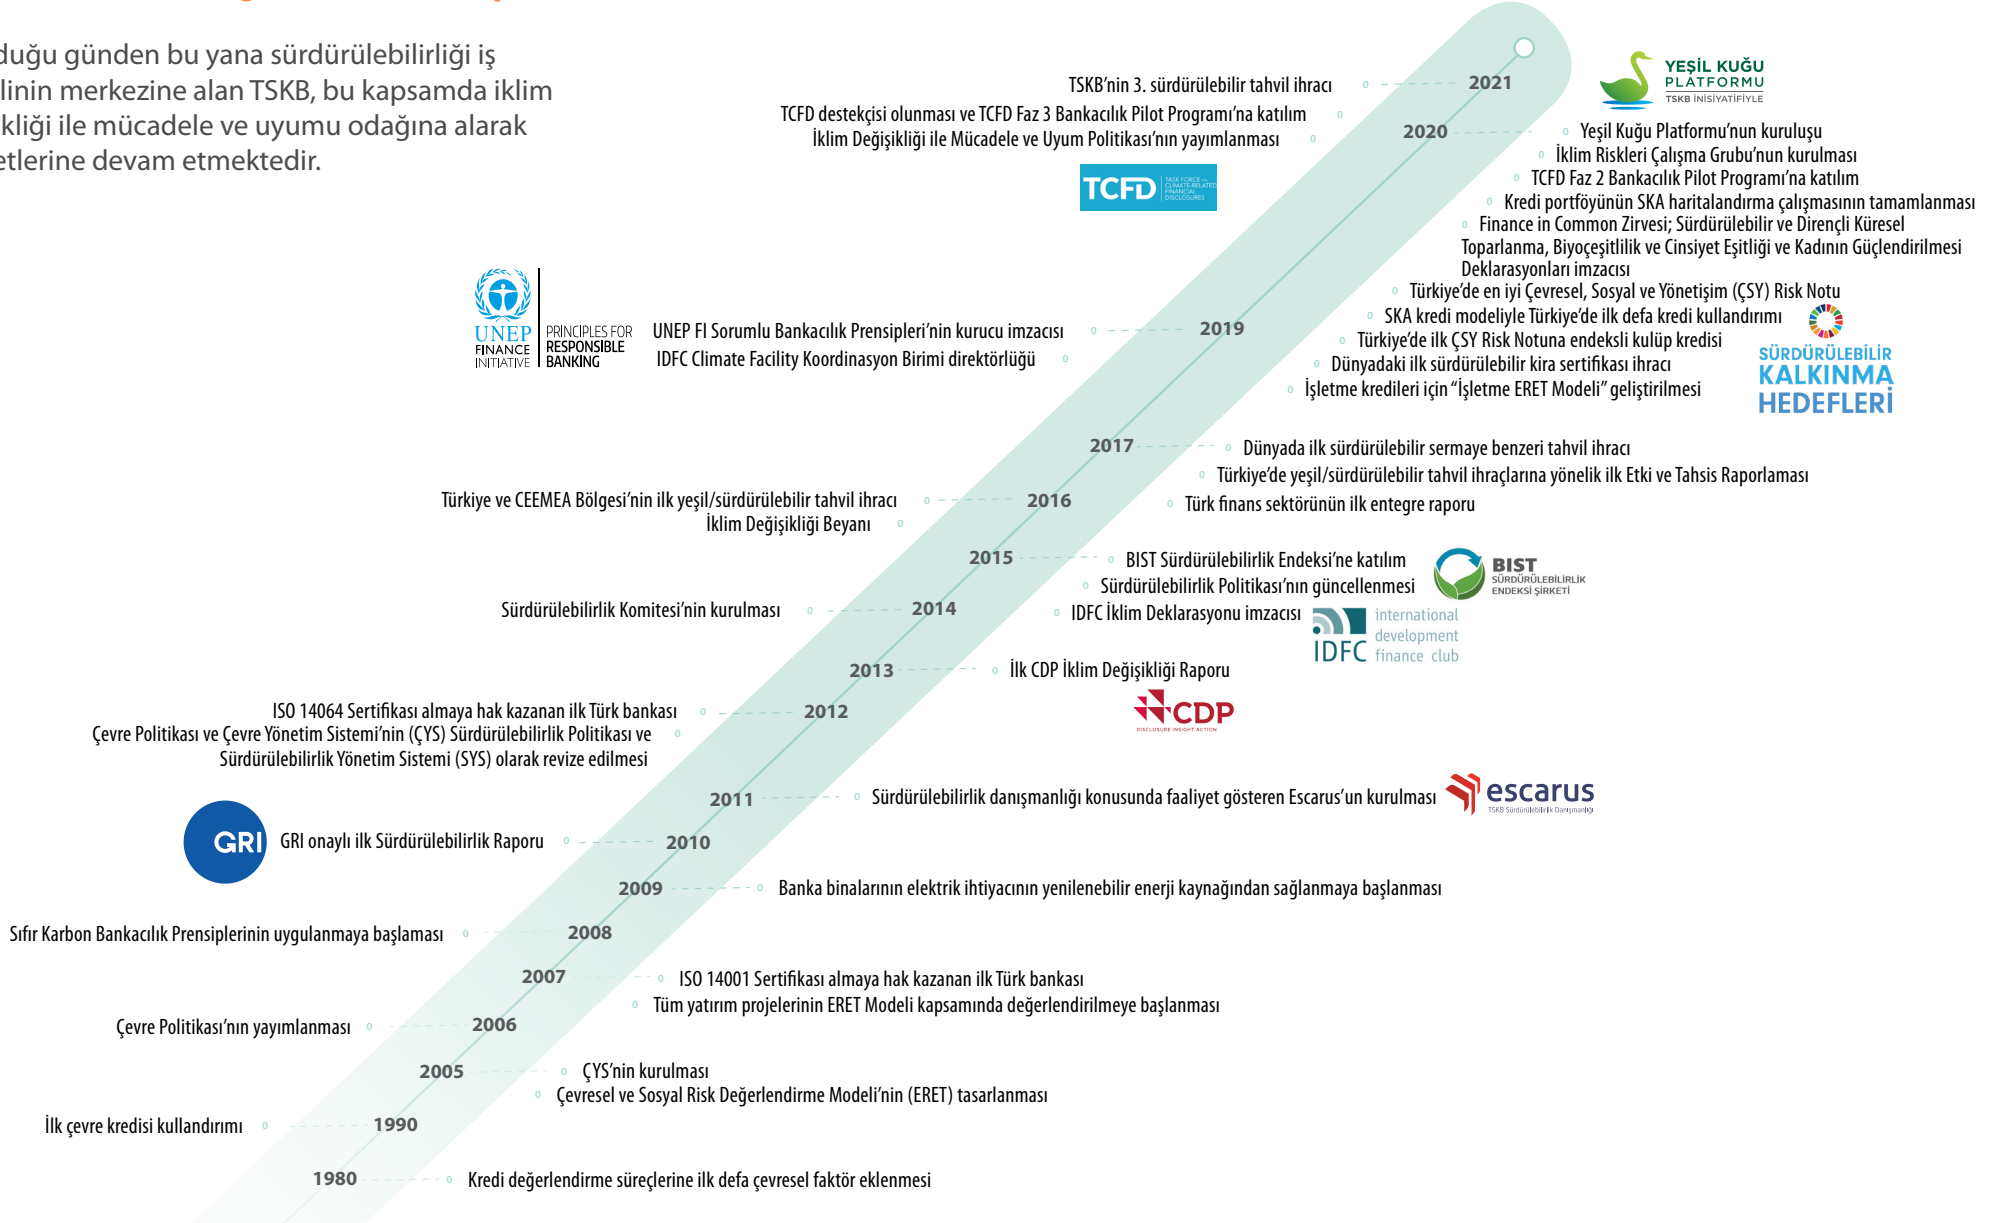 duğu günden bu yana sürdürülebilirliği iş
linin merkezine alan TSKB, bu kapsamda iklim
kliği ile mücadele ve uyumu odağına alarak
etlerine devam etmektedir.
2021
TSKB’nin 3. sürdürülebilir tahvil ihracı
TCFD destekçisi olunması ve TCFD Faz 3 Bankacılık Pilot Programı’na katılım
İklim Değişikliği ile Mücadele ve Uyum Politikası’nın yayımlanması
TCFD
TASK FORCE ON
CLIMATE-RELATED
FINANCIAL
DISCLOSURES
YEŞİL KUĞU
PLATFORMU
TSKB İNİSİYATİFİYLE
2020
Yeşil Kuğu Platformu’nun kuruluşu
İklim Riskleri Çalışma Grubu’nun kurulması
TCFD Faz 2 Bankacılık Pilot Programı’na katılım
Kredi portföyünün SKA haritalandırma çalışmasının tamamlanması
Finance in Common Zirvesi; Sürdürülebilir ve Dirençli Küresel
Toparlanma, Biyoçeşitlilik ve Cinsiyet Eşitliği ve Kadının Güçlendirilmesi
Deklarasyonları imzacısı
Türkiye’de en iyi Çevresel, Sosyal ve Yönetişim (ÇSY) Risk Notu
SKA kredi modeliyle Türkiye’de ilk defa kredi kullandırımı
Türkiye’de ilk ÇSY Risk Notuna endeksli kulüp kredisi
Dünyadaki ilk sürdürülebilir kira sertifikası ihracı
İşletme kredileri için “İşletme ERET Modeli” geliştirilmesi
SÜRDÜRÜLEBİLİR
KALKINMA
HEDEFLERİ
2019
UNEP
FINANCE
INITIATIVE
PRINCIPLES FOR
RESPONSIBLE
BANKING
UNEP FI Sorumlu Bankacılık Prensipleri’nin kurucu imzacısı
IDFC Climate Facility Koordinasyon Birimi direktörlüğü
2017
Dünyada ilk sürdürülebilir sermaye benzeri tahvil ihracı
Türkiye’de yeşil/sürdürülebilir tahvil ihraçlarına yönelik ilk Etki ve Tahsis Raporlaması
Türk finans sektörünün ilk entegre raporu
2016
Türkiye ve CEEMEA Bölgesi’nin ilk yeşil/sürdürülebilir tahvil ihracı
İklim Değişikliği Beyanı
2015
BIST Sürdürülebilirlik Endeksi’ne katılım
Sürdürülebilirlik Politikası’nın güncellenmesi
IDFC İklim Deklarasyonu imzacısı
BIST
SÜRDÜRÜLEBİLİRLİK
ENDEKSİ ŞİRKETİ
IDFC
international
development
finance club
2014
Sürdürülebilirlik Komitesi’nin kurulması
2013
İlk CDP İklim Değişikliği Raporu
CDP
DISCLOSURE INSIGHT ACTION
2012
ISO 14064 Sertifikası almaya hak kazanan ilk Türk bankası
Çevre Politikası ve Çevre Yönetim Sistemi’nin (ÇYS) Sürdürülebilirlik Politikası ve
Sürdürülebilirlik Yönetim Sistemi (SYS) olarak revize edilmesi
2011
Sürdürülebilirlik danışmanlığı konusunda faaliyet gösteren Escarus’un kurulması
escarus
TSKB Sürdürülebilirlik Danışmanlığı
2010
GRI
GRI onaylı ilk Sürdürülebilirlik Raporu
2009
Banka binalarının elektrik ihtiyacının yenilenebilir enerji kaynağından sağlanmaya başlanması
2008
Sıfır Karbon Bankacılık Prensiplerinin uygulanmaya başlaması
2007
ISO 14001 Sertifikası almaya hak kazanan ilk Türk bankası
Tüm yatırım projelerinin ERET Modeli kapsamında değerlendirilmeye başlanması
2006
Çevre Politikası’nın yayımlanması
2005
ÇYS’nin kurulması
Çevresel ve Sosyal Risk Değerlendirme Modeli’nin (ERET) tasarlanması
1990
İlk çevre kredisi kullandırımı
1980
Kredi değerlendirme süreçlerine ilk defa çevresel faktör eklenmesi